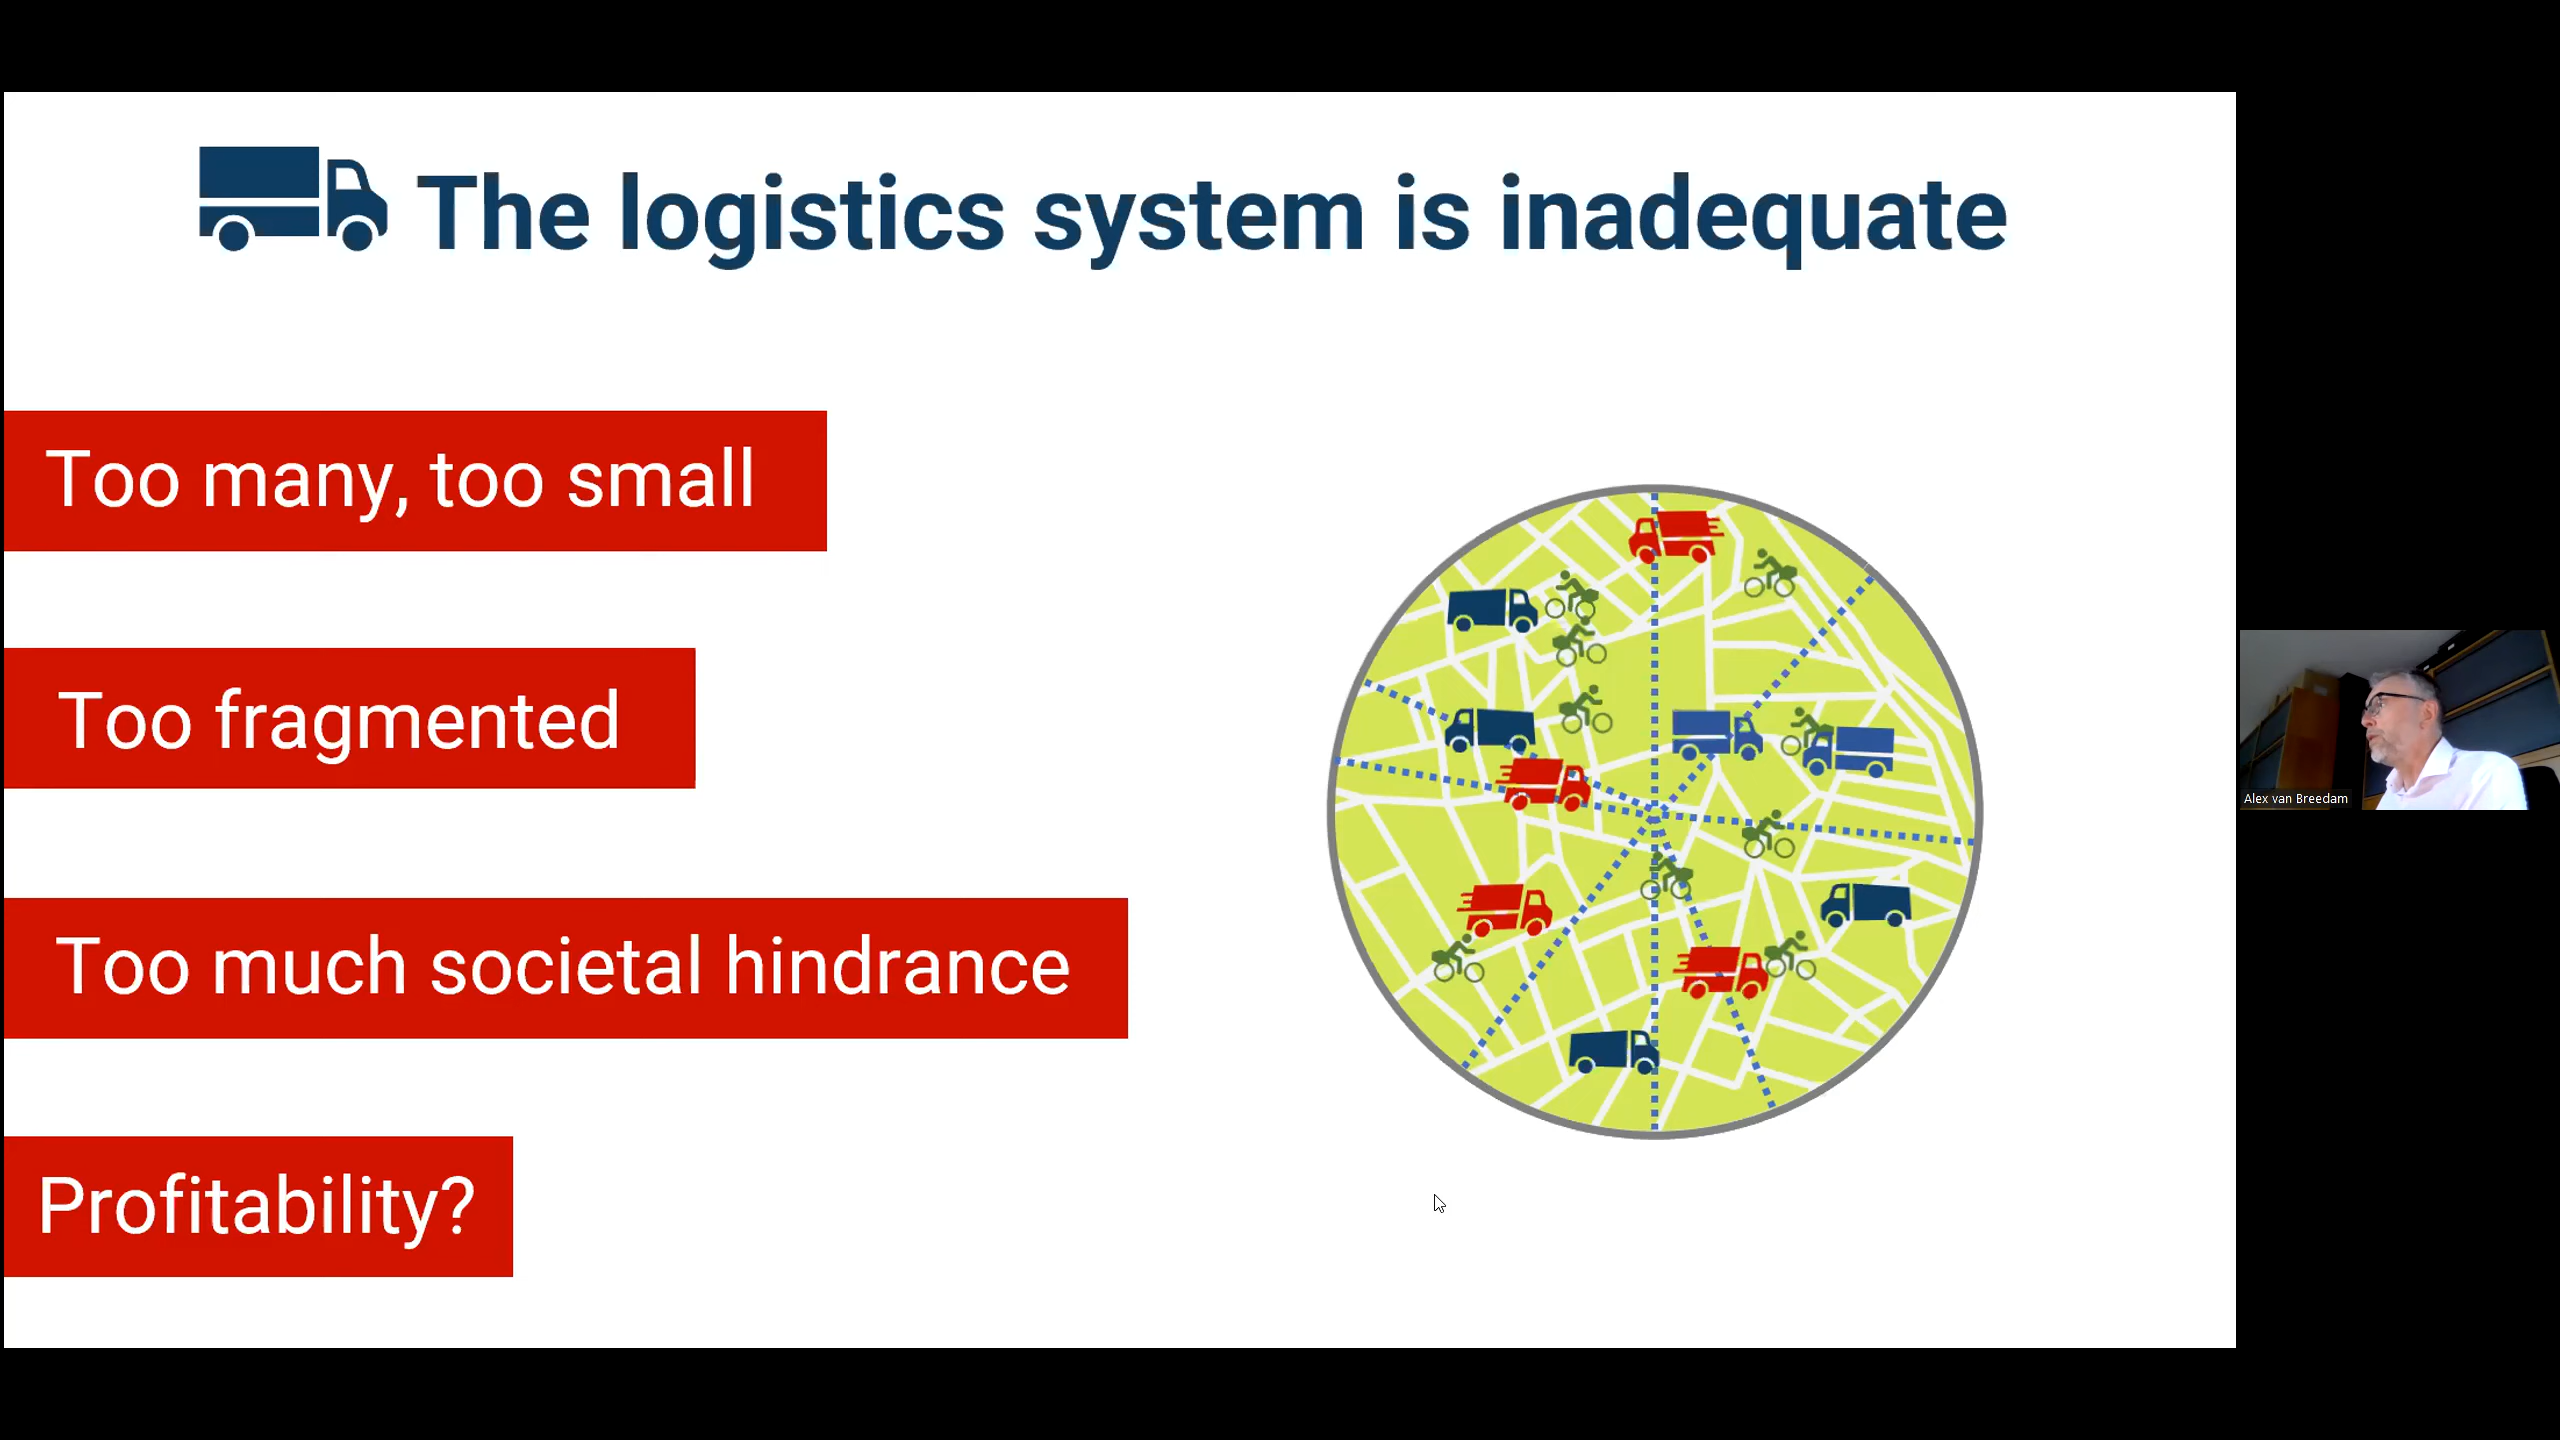 The logistics system is inadequate
Too many, too small
Too fragmented
Too much societal hindrance
Profitability?
Alex van Breedam